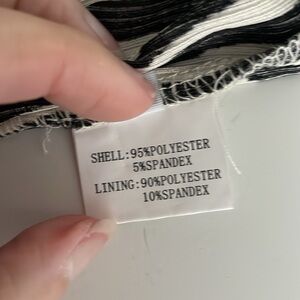 SHELL:95%POLYESTER
5%SPANDEX
LINING:90%POLYESTER
10%SPANDEX